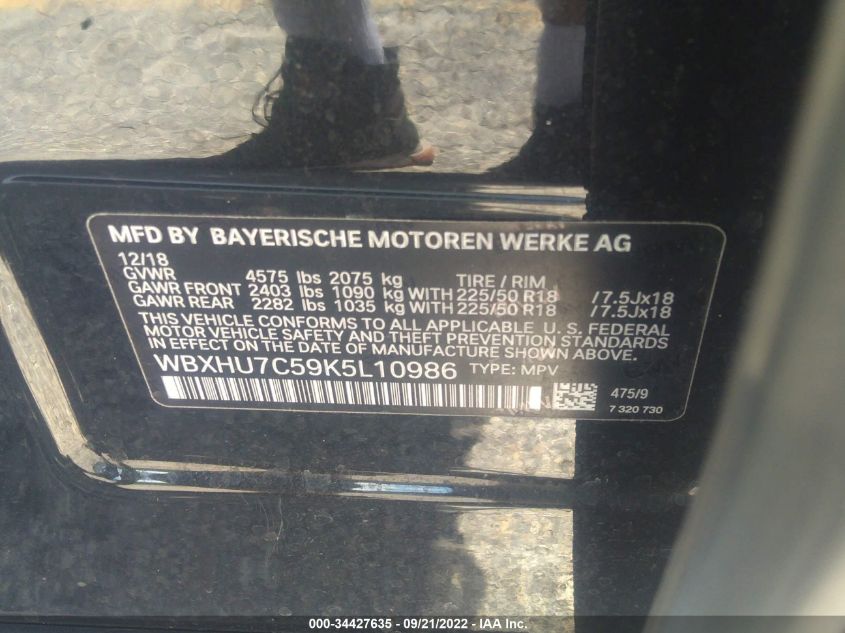 MFD BY BAYERISCHE MOTOREN WERKE AG
12/18
GVWR 4575 lbs 2075 kg TIRE / RIM
GAWR FRONT 2403 lbs 1090 kg WITH 225/50 R18 /7.5Jx18
GAWR REAR 2282 lbs 1035 kg WITH 225/50 R18 /7.5Jx18
THIS VEHICLE CONFORMS TO ALL APPLICABLE U. S. FEDERAL
MOTOR VEHICLE SAFETY AND THEFT PREVENTION STANDARDS
IN EFFECT ON THE DATE OF MANUFACTURE SHOWN ABOVE.
WBXHU7C59K5L10986 TYPE: MPV
475/9
7 320 730
000-34427635 - 09/21/2022 - IAA Inc.